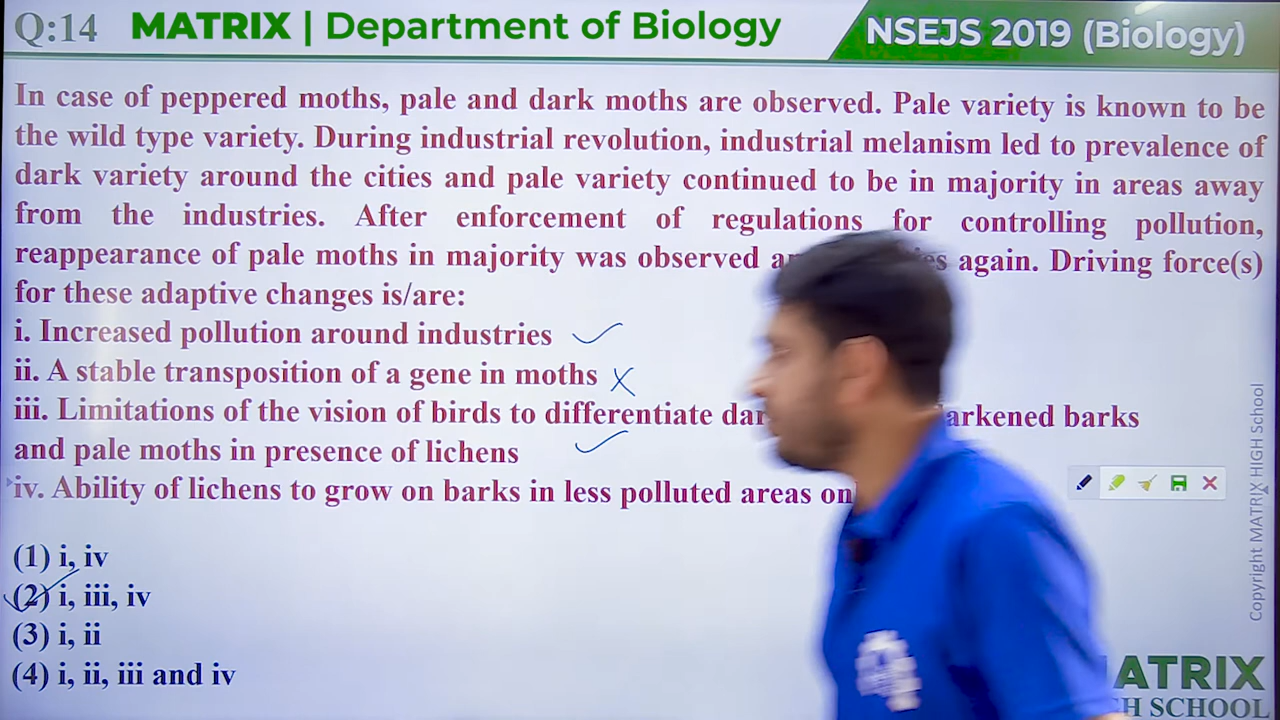 Q:14 MATRIX | Department of Biology NSEJS 2019 (Biology)
In case of peppered moths, pale and dark moths are observed. Pale variety is known to be
the wild type variety. During industrial revolution, industrial melanism led to prevalence of
dark variety around the cities and pale variety continued to be in majority in areas away
from the industries. After enforcement of regulations for controlling pollution,
reappearance of pale moths in majority was observed again. Driving force(s)
for these adaptive changes is/are:
i. Increased pollution around industries
ii. A stable transposition of a gene in moths
iii. Limitations of the vision of birds to differentiate barks
and pale moths in presence of lichens
iv. Ability of lichens to grow on barks in less polluted areas
(1) i, iv
(2) i, iii, iv
(3) i, ii
(4) i, ii, iii and iv
Copyright MATRIX HIGH School
MATRIX
SCHOOL